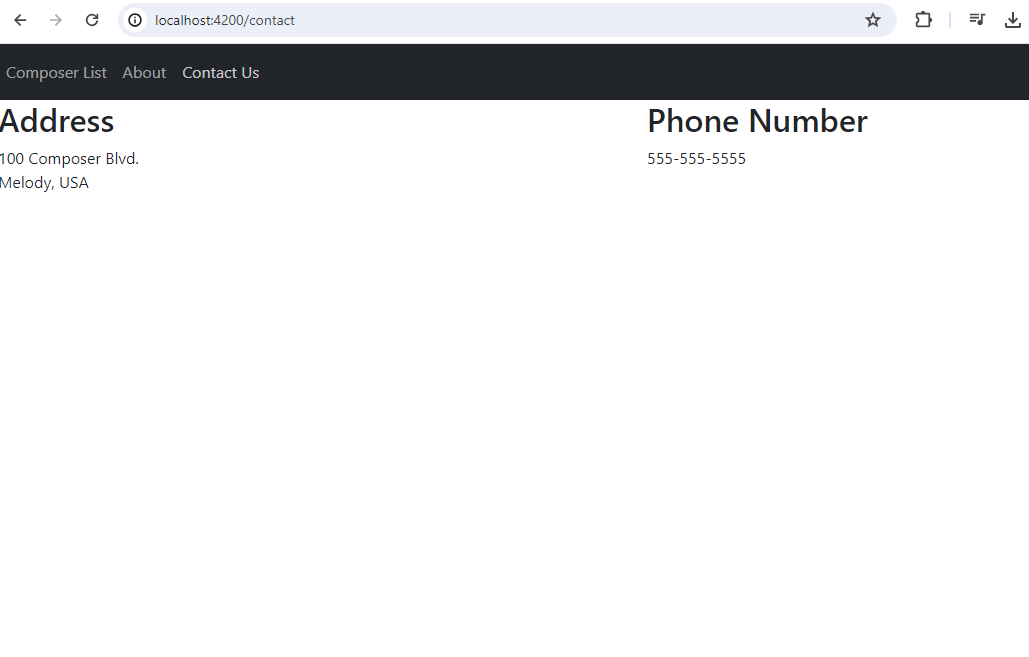 localhost:4200/contact
Composer List About Contact Us
Address
100 Composer Blvd.
Melody, USA
Phone Number
555-555-5555